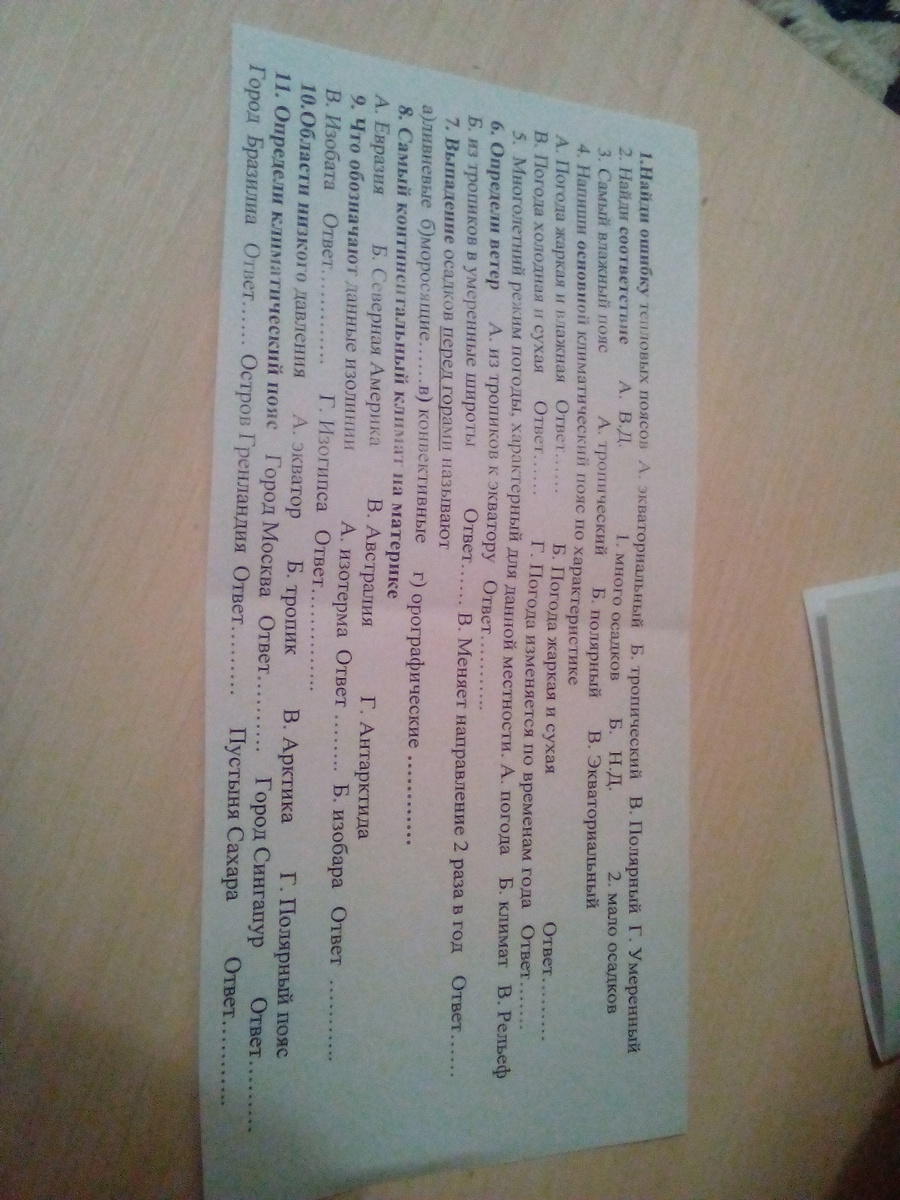 1.Найди ошибку тепловых поясов А. экваториальный Б. тропический В. Полярный Г. Умеренный
2. Найди соответствие А. В.Д. 1. много осадков Б. Н.Д. 2. мало осадков
3. Самый влажный пояс А. тропический Б. полярный В. Экваториальный
4. Напиши основной климатический пояс по характеристике
А. Погода жаркая и влажная Ответ…… Б. Погода жаркая и сухая Ответ………
В. Погода холодная и сухая Ответ…… Г. Погода изменяется по временам года Ответ……
5. Многолетний режим погоды, характерный для данной местности. А. погода Б. климат В. Рельеф
6. Определи ветер А. из тропиков к экватору Ответ………..
Б. из тропиков в умеренные широты Ответ…… В. Меняет направление 2 раза в год Ответ……
7. Выпадение осадков перед горами называют
а)ливневые б)моросящие……в) конвективные г) орографические …………
8. Самый континентальный климат на материке
А. Евразия Б. Северная Америка В. Австралия Г. Антарктида
9. Что обозначают данные изолинии А. изотерма Ответ …….. Б. изобара Ответ ………..
В. Изобата Ответ………… Г. Изогипса Ответ…………..
10.Области низкого давления А. экватор Б. тропик В. Арктика Г. Полярный пояс
11. Определи климатический пояс Город Москва Ответ……….. Город Сингапур Ответ……….
Город Бразилиа Ответ…… Остров Гренландия Ответ……… Пустыня Сахара Ответ………..